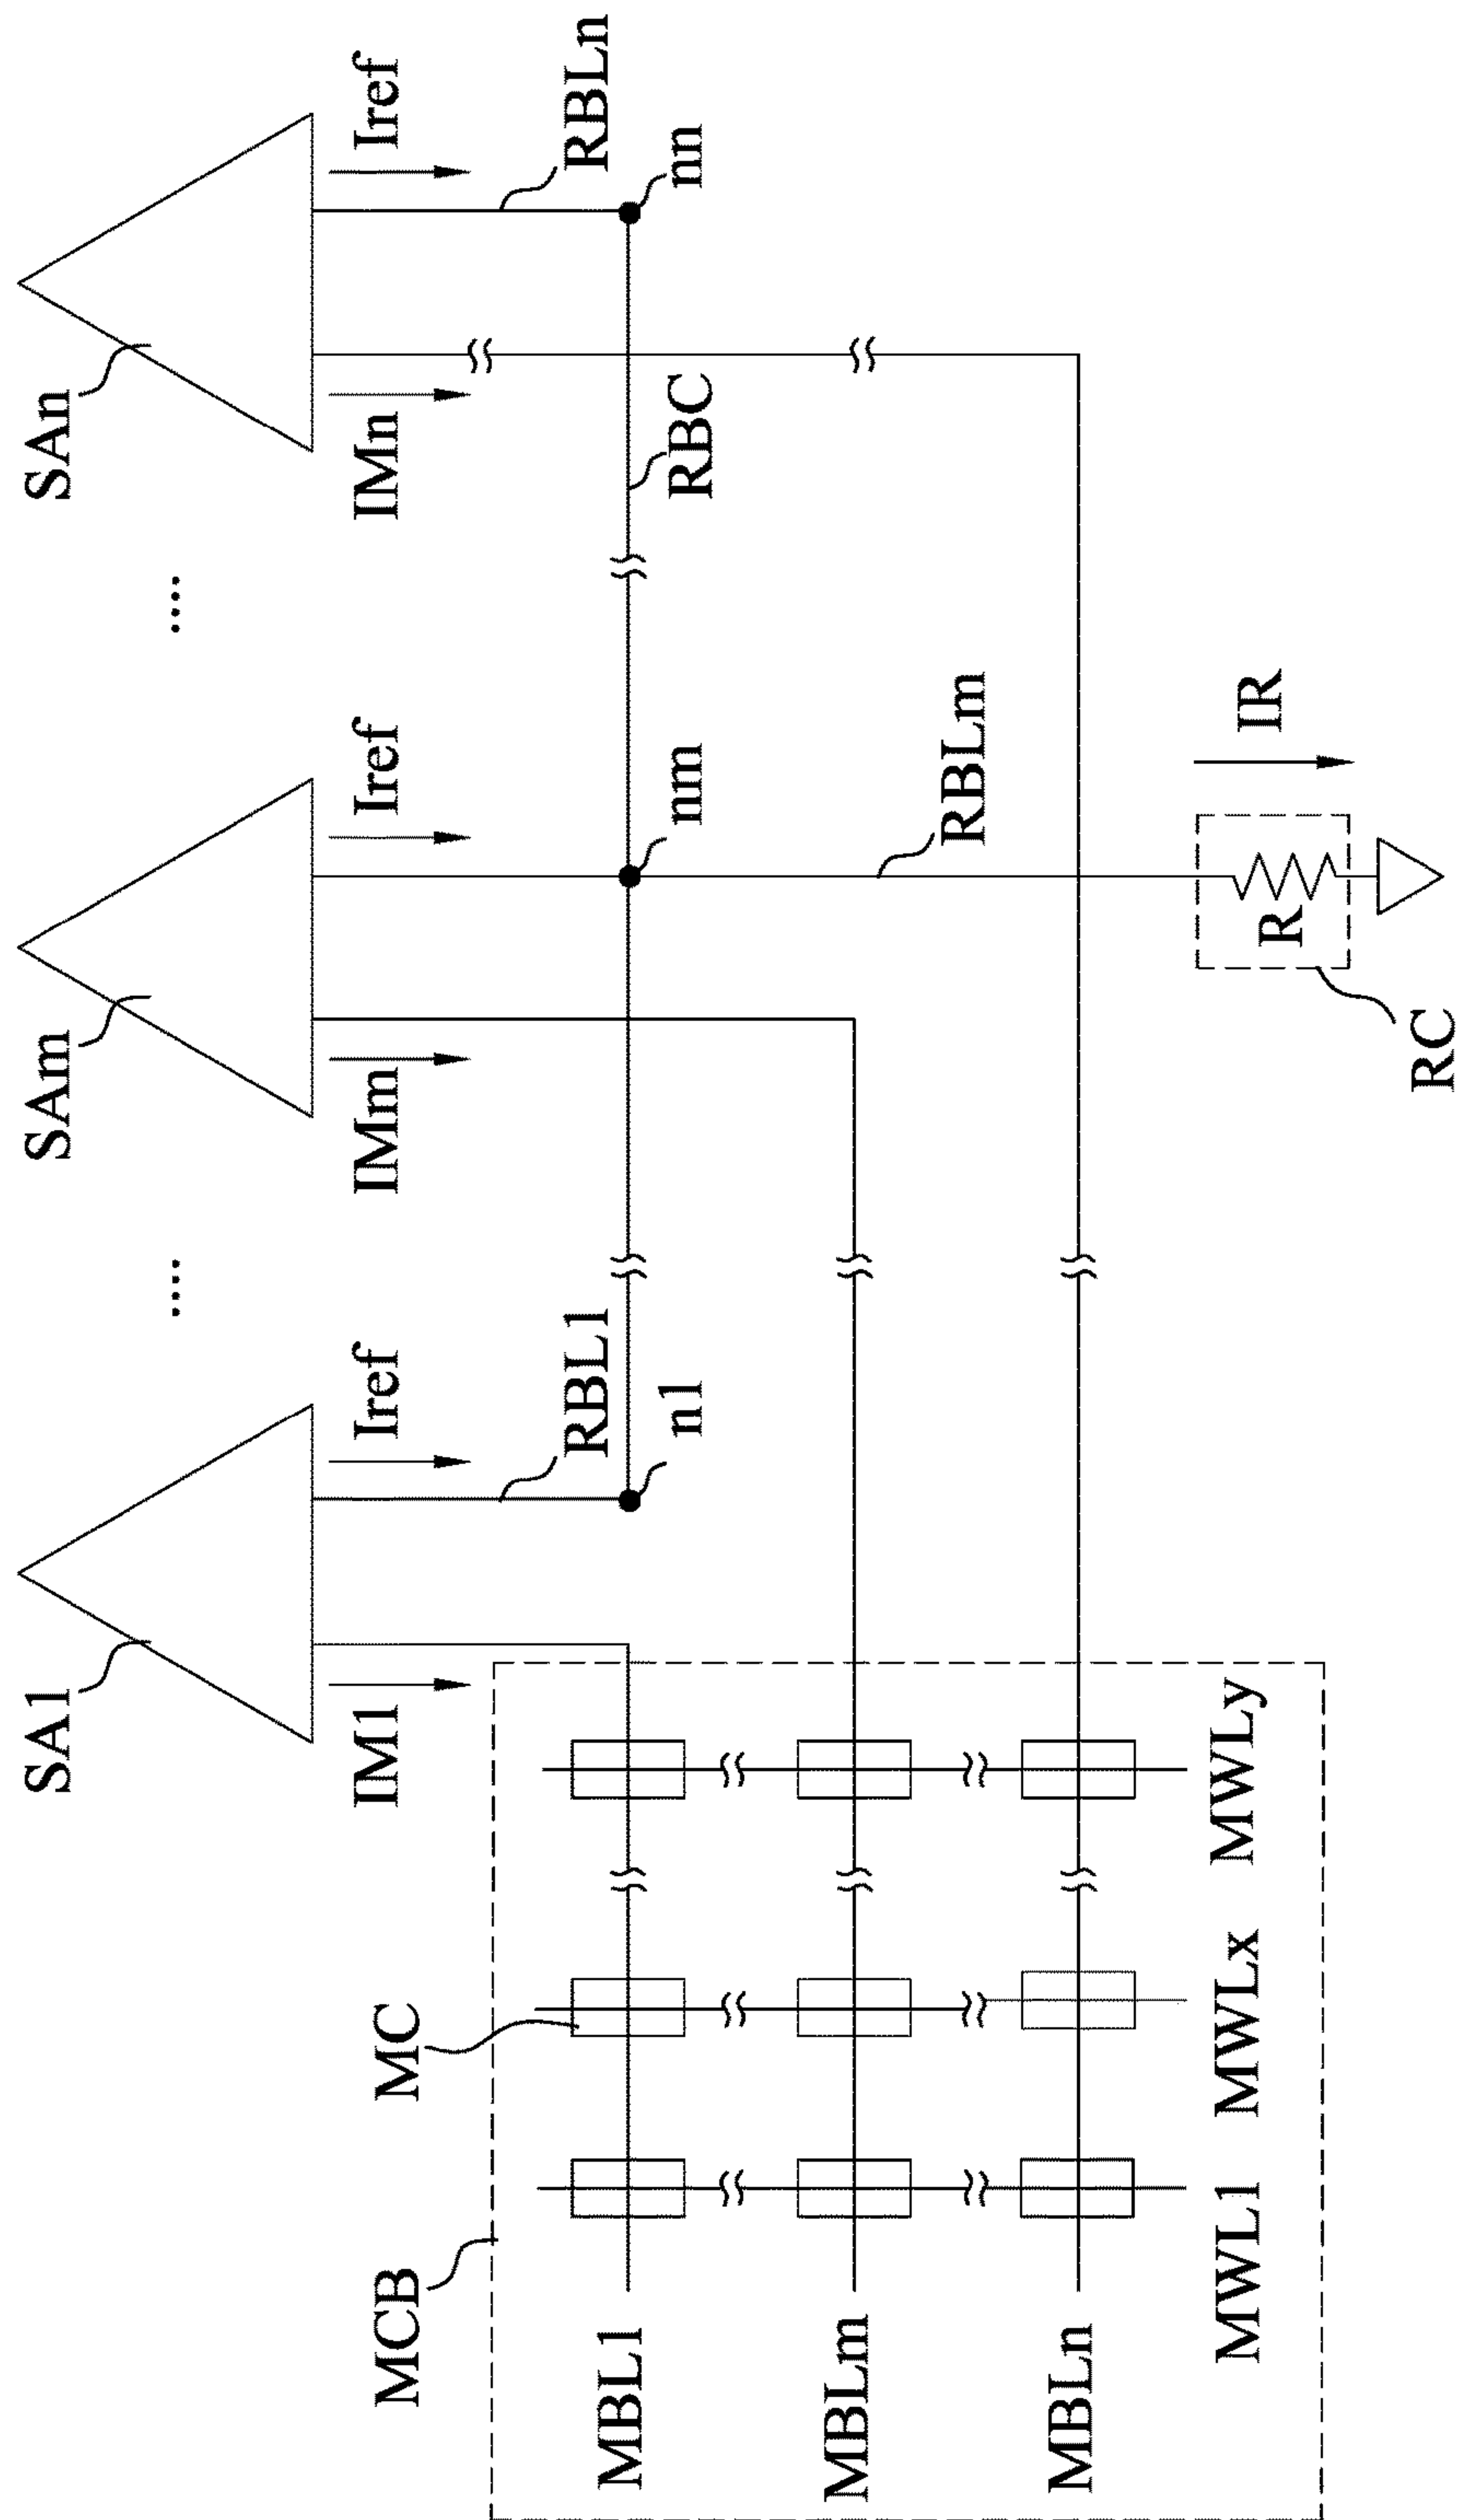 SA1
....
SAm
....
SAn
IM1
Iref
IMm
Iref
IMn
Iref
MCB
MC
RBL1
RBLn
MBL1
n1
nm
RBC
nn
MBLm
RBLm
MBLn
MWL1
MWLx
MWLy
R
IR
RC